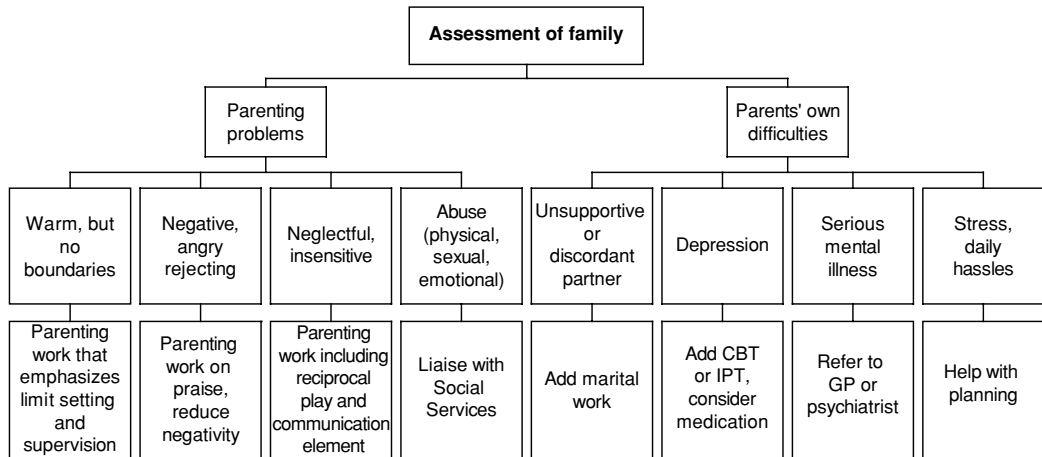 Assessment of family
Parenting
problems
Parents' own
difficulties
Warm, but
no
boundaries
Negative,
angry
rejecting
Neglectful,
insensitive
Abuse
(physical,
sexual,
emotional)
Unsupportive
or
discordant
partner
Depression
Serious
mental
illness
Stress,
daily
hassles
Parenting
work that
emphasizes
limit setting
and
supervision
Parenting
work on
praise,
reduce
negativity
Parenting
work including
reciprocal
play and
communication
element
Liaise with
Social
Services
Add marital
work
Add CBT
or IPT,
consider
medication
Refer to
GP or
psychiatrist
Help with
planning